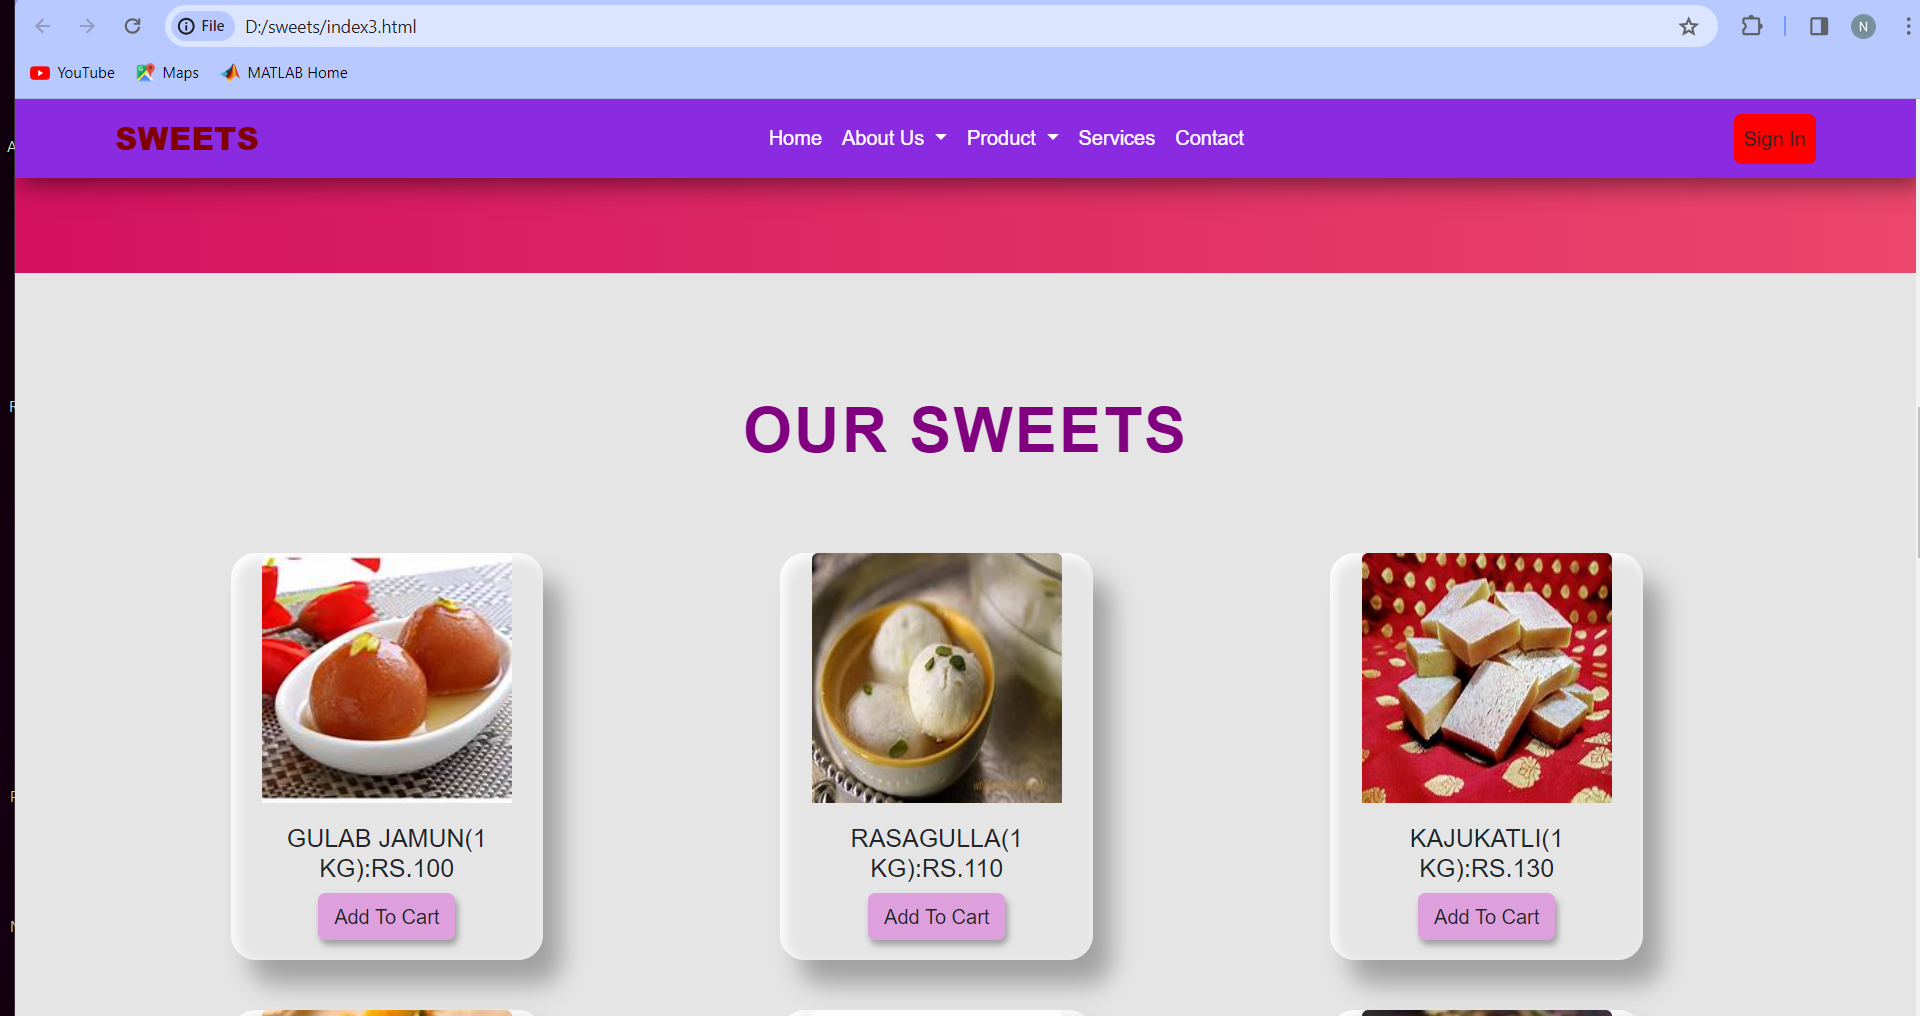 File D:/sweets/index3.html N
YouTube Maps MATLAB Home
SWEETS Home About Us Product Services Contact Sign In
OUR SWEETS
GULAB JAMUN(1
KG):RS.100
Add To Cart
RASAGULLA(1
KG):RS.110
Add To Cart
KAJUKATLI(1
KG):RS.130
Add To Cart